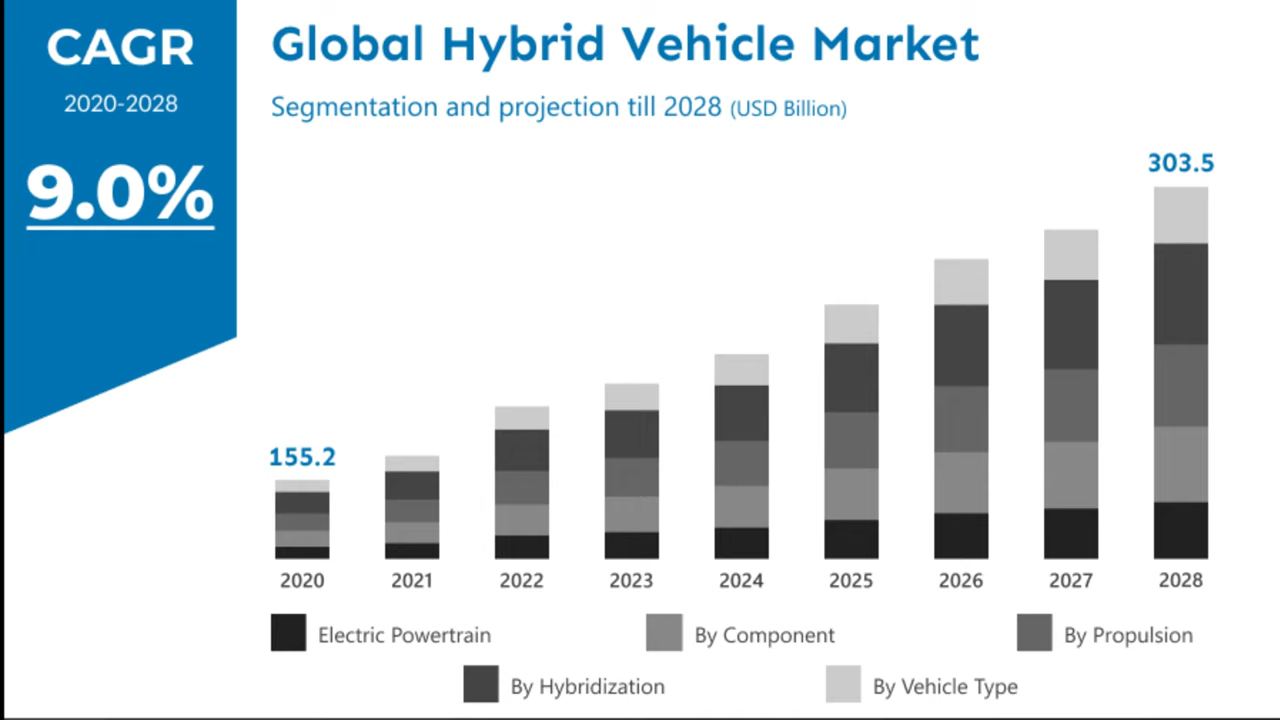 CAGR
2020-2028
9.0%
Global Hybrid Vehicle Market
Segmentation and projection till 2028 (USD Billion)
303.5
155.2
2020 2021 2022 2023 2024 2025 2026 2027 2028
Electric Powertrain By Component By Propulsion
By Hybridization By Vehicle Type